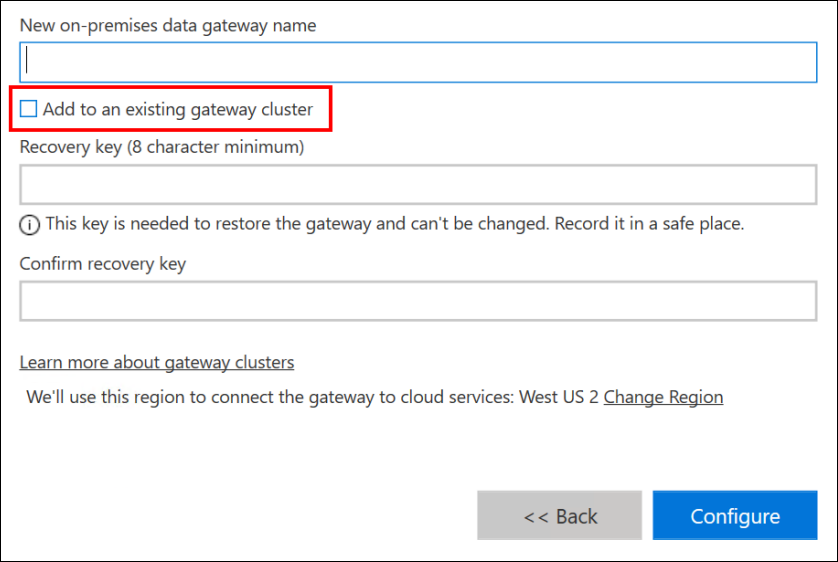 New on-premises data gateway name
Add to an existing gateway cluster
Recovery key (8 character minimum)
This key is needed to restore the gateway and can't be changed. Record it in a safe place.
Confirm recovery key
Learn more about gateway clusters
We'll use this region to connect the gateway to cloud services: West US 2 Change Region
<< Back
Configure